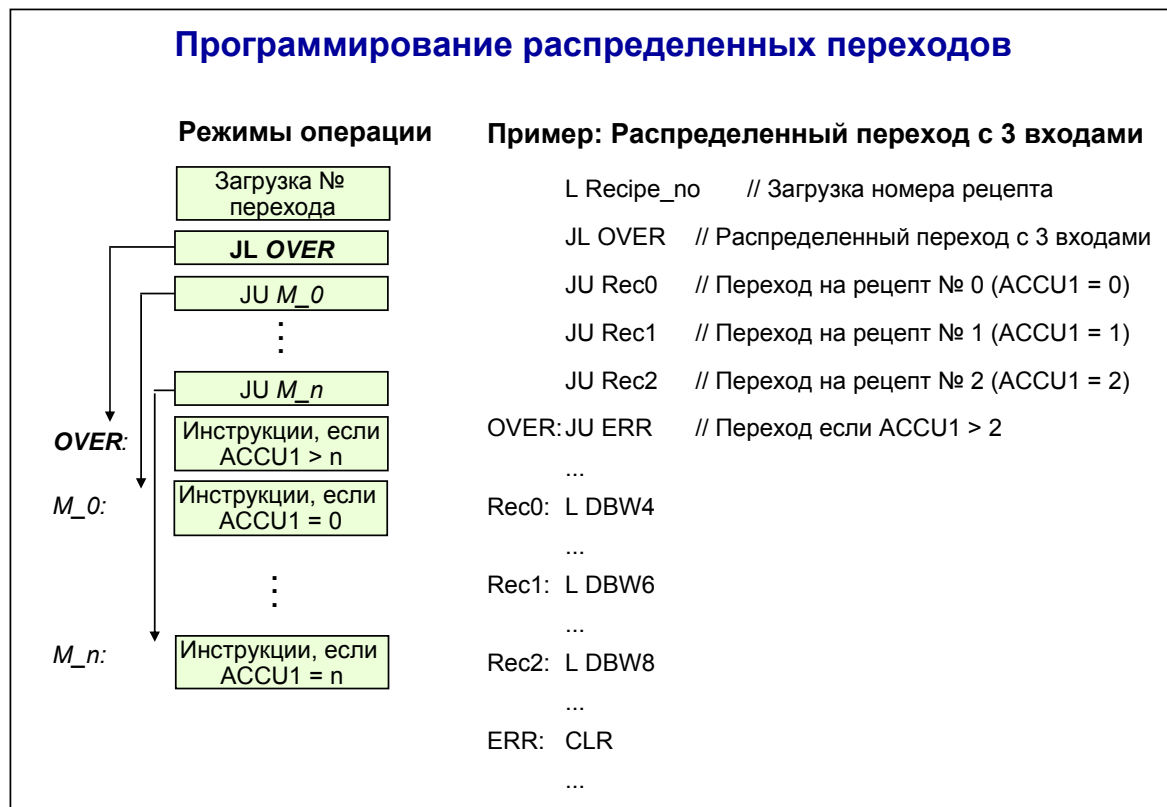 Программирование распределенных переходов
Режимы операции
Загрузка №
перехода
JL OVER
JU M_0
JU M_n
OVER:
Инструкции, если
ACCU1 > n
M_0:
Инструкции, если
ACCU1 = 0
M_n:
Инструкции, если
ACCU1 = n
Пример: Распределенный переход с 3 входами
L Recipe_no // Загрузка номера рецепта
JL OVER // Распределенный переход с 3 входами
JU Rec0 // Переход на рецепт № 0 (ACCU1 = 0)
JU Rec1 // Переход на рецепт № 1 (ACCU1 = 1)
JU Rec2 // Переход на рецепт № 2 (ACCU1 = 2)
OVER: JU ERR // Переход если ACCU1 > 2
...
Rec0: L DBW4
...
Rec1: L DBW6
...
Rec2: L DBW8
...
ERR: CLR
...